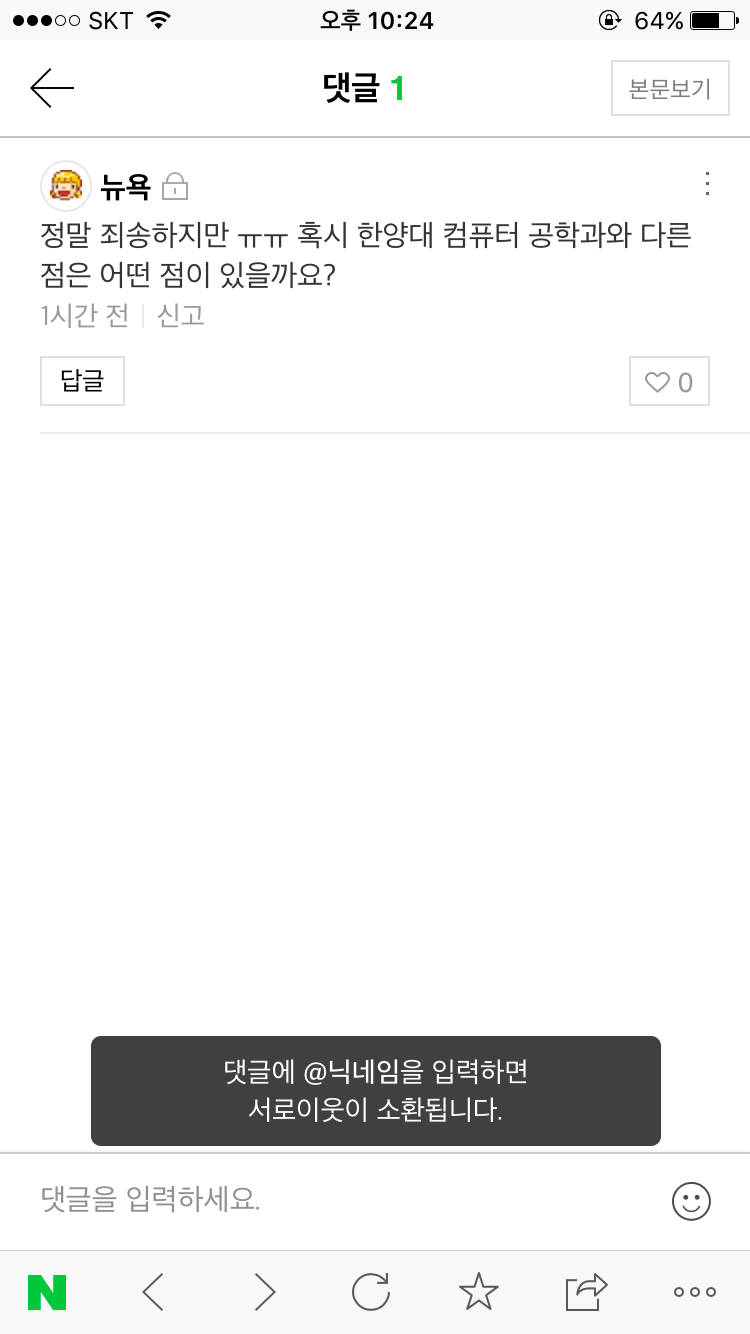 SKT 오후 10:24 64%
댓글 1 본문보기
뉴욕
정말 죄송하지만 ㅠㅠ 혹시 한양대 컴퓨터 공학과와 다른
점은 어떤 점이 있을까요?
1시간 전 신고
답글 0
댓글에 @닉네임을 입력하면
서로이웃이 소환됩니다.
댓글을 입력하세요.
N